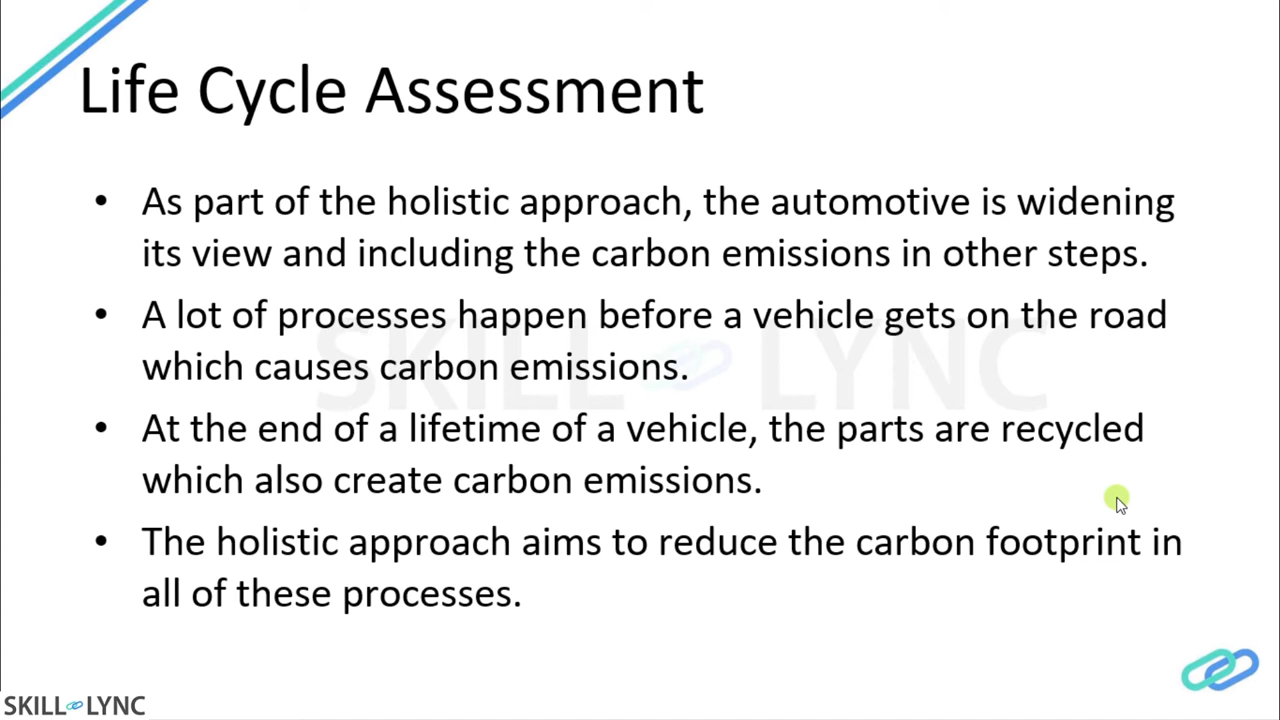 Life Cycle Assessment
• As part of the holistic approach, the automotive is widening
its view and including the carbon emissions in other steps.
• A lot of processes happen before a vehicle gets on the road
which causes carbon emissions.
• At the end of a lifetime of a vehicle, the parts are recycled
which also create carbon emissions.
• The holistic approach aims to reduce the carbon footprint in
all of these processes.
SKILL LYNC
SKILL LYNC